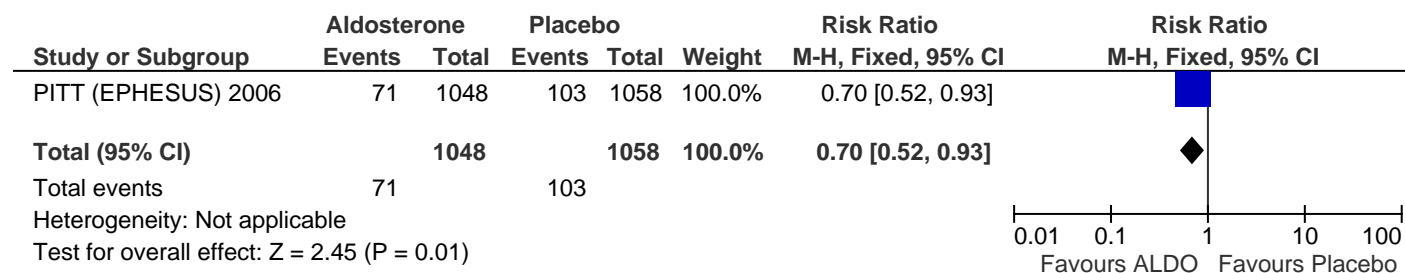 Aldosterone Placebo Risk Ratio Risk Ratio
Study or Subgroup Events Total Events Total Weight M-H, Fixed, 95% CI M-H, Fixed, 95% CI
PITT (EPHESUS) 2006 71 1048 103 1058 100.0% 0.70 [0.52, 0.93]
Total (95% CI) 1048 1058 100.0% 0.70 [0.52, 0.93]
Total events 71 103
Heterogeneity: Not applicable
Test for overall effect: Z = 2.45 (P = 0.01)
0.01 0.1 1 10 100
Favours ALDO Favours Placebo